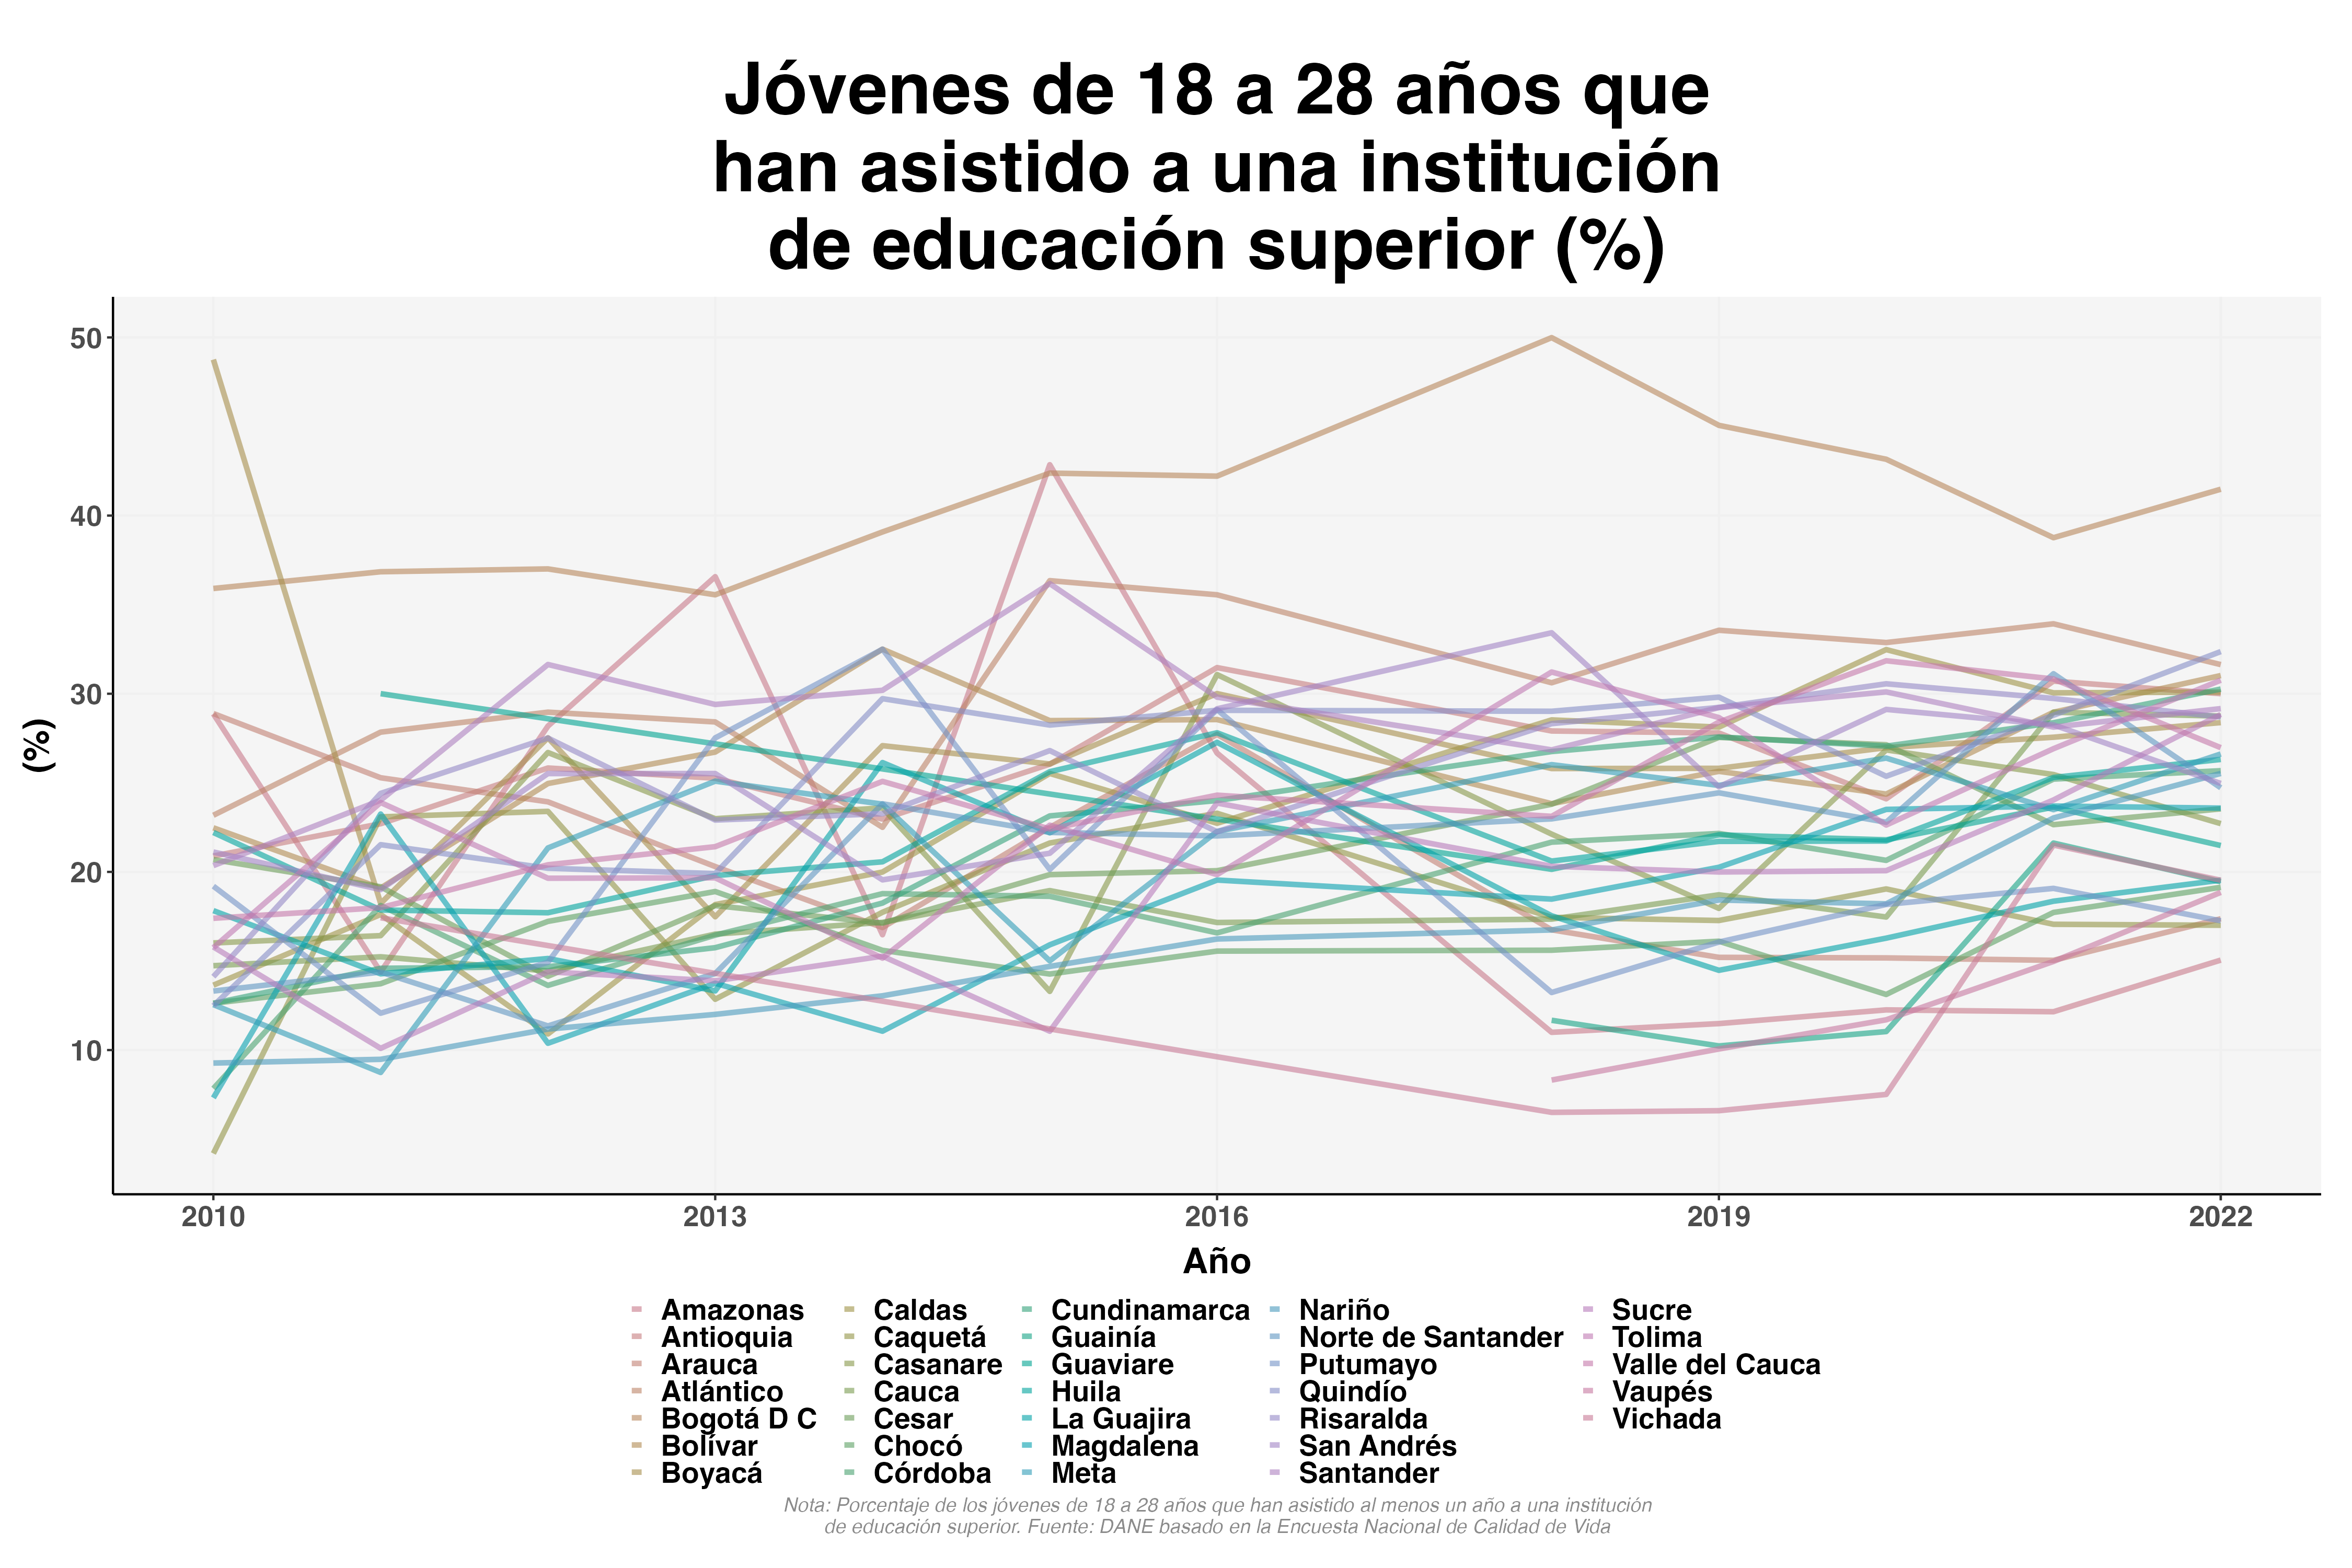 Jóvenes de 18 a 28 años que
han asistido a una institución
de educación superior (%)
(%)
50
40
30
20
10
2010 2013 2016 2019 2022
Año
Amazonas Caldas Cundinamarca Nariño Sucre
Antioquia Caquetá Guainía Norte de Santander Tolima
Arauca Casanare Guaviare Putumayo Valle del Cauca
Atlántico Cauca Huila Quindío Vaupés
Bogotá D C Cesar La Guajira Risaralda Vichada
Bolívar Chocó Magdalena San Andrés
Boyacá Córdoba Meta Santander
Nota: Porcentaje de los jóvenes de 18 a 28 años que han asistido al menos un año a una institución
de educación superior. Fuente: DANE basado en la Encuesta Nacional de Calidad de Vida